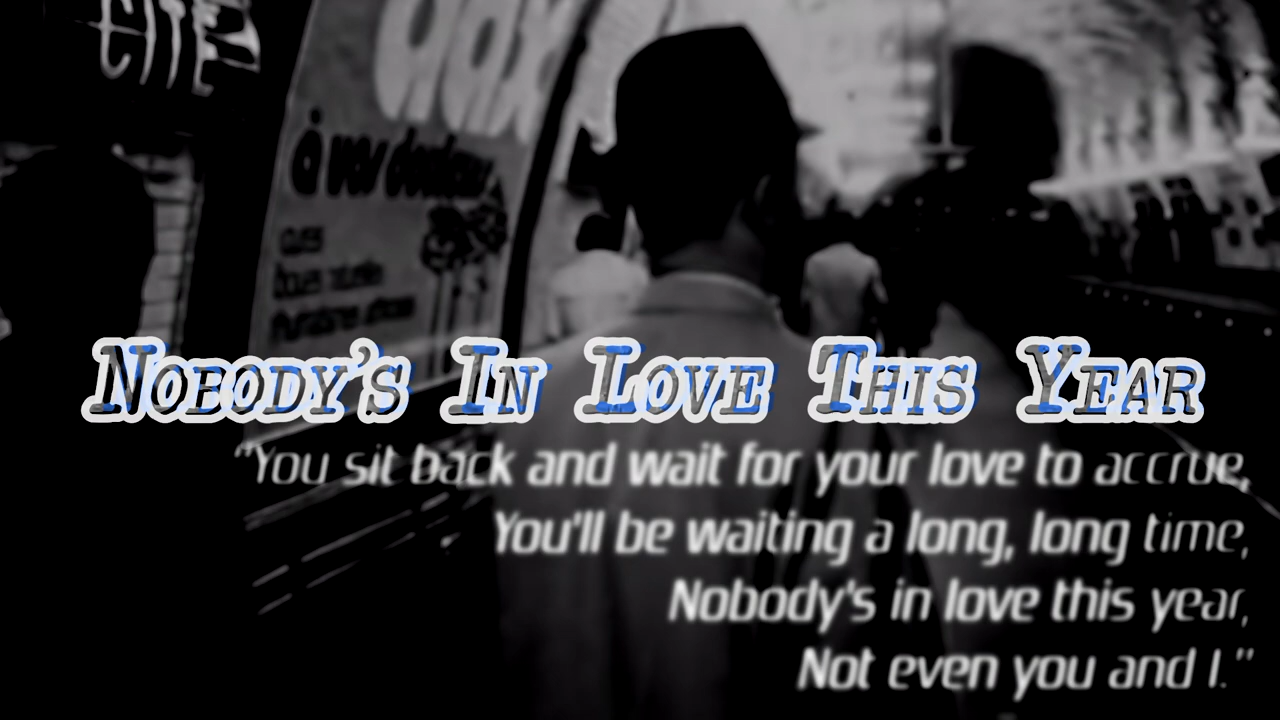 CITE
à vos
NOBODY'S IN LOVE THIS YEAR
"You sit back and wait for your love to accrue,
You'll be waiting a long, long time,
Nobody's in love this year,
Not even you and I."